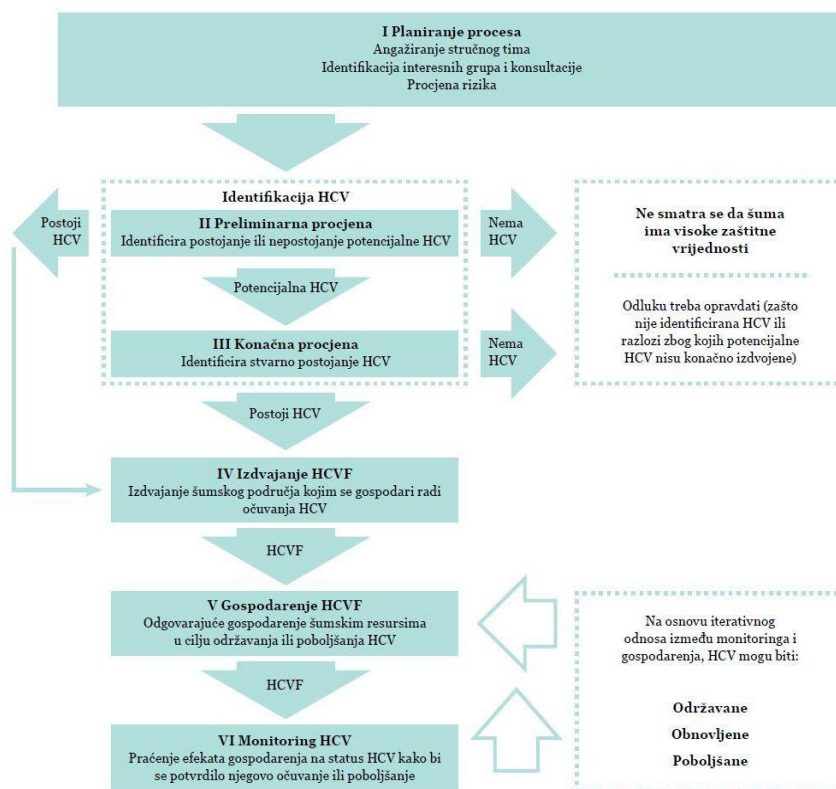 I Planiranje procesa
Angažiranje stručnog tima
Identifikacija interesnih grupa i konsultacije
Procjena rizika
Identifikacija HCV
Postoji
HCV
II Preliminarna procjena
Identificira postojanje ili nepostojanje potencijalne HCV
Nema
HCV
Ne smatra se da šuma
ima visoke zaštitne
vrijednosti
Potencijalna HCV
Odluku treba opravdati (zašto
nije identificirana HCV ili
razlozi zbog kojih potencijalne
HCV nisu konačno izdvojene)
III Konačna procjena
Identificira stvarno postojanje HCV
Nema
HCV
Postoji HCV
IV Izdvajanje HCVF
Izdvajanje šumskog područja kojim se gospodari radi
očuvanja HCV
HCVF
V Gospodarenje HCVF
Odgovarajuće gospodarenje šumskim resursima
u cilju održavanja ili poboljšanja HCV
Na osnovu iterativnog
odnosa između monitoringa i
gospodarenja, HCV mogu biti:
HCVF
Održavane
Obnovljene
Poboljšane
VI Monitoring HCV
Praćenje efekata gospodarenja na status HCV kako bi
se potvrdilo njegovo očuvanje ili poboljšanje